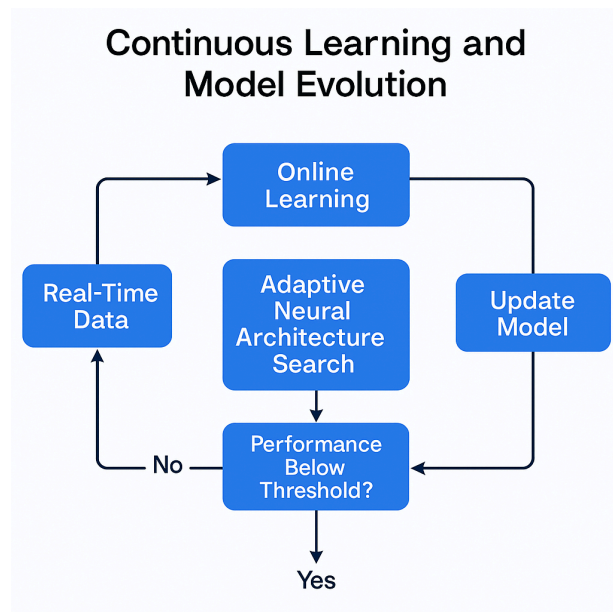 Continuous Learning and
Model Evolution
Online
Learning
Real-Time
Data
Adaptive
Neural
Architecture
Search
Update
Model
Performance
Below
Threshold?
No
Yes